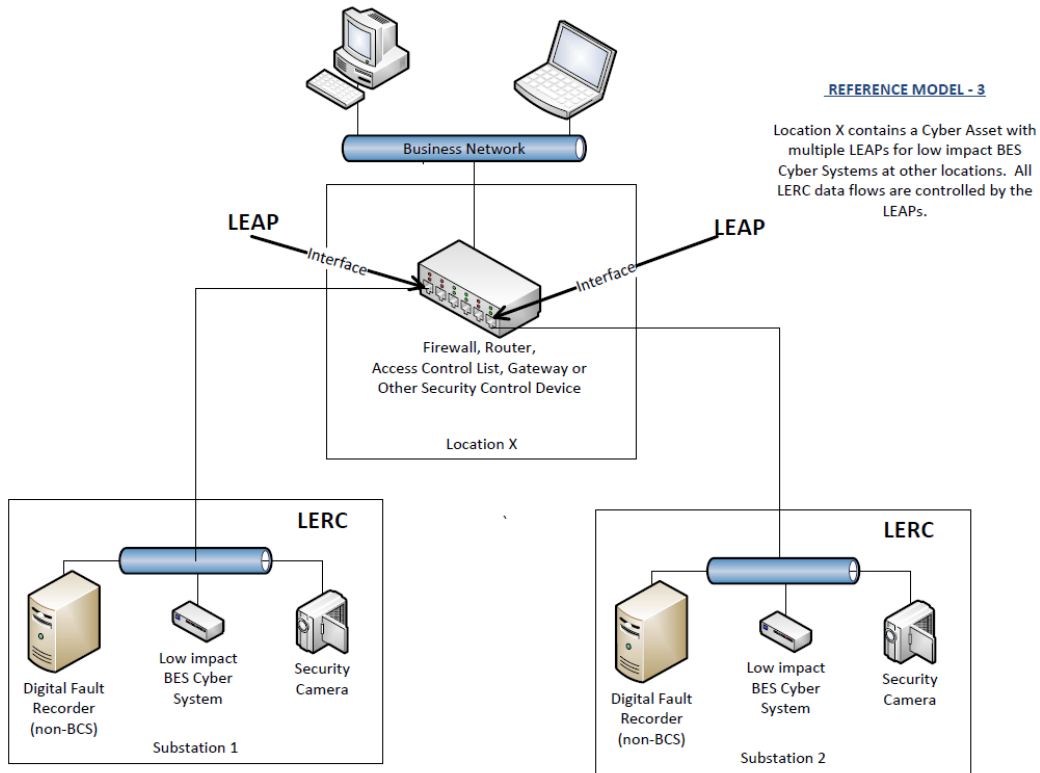 REFERENCE MODEL - 3
Location X contains a Cyber Asset with
multiple LEAPs for low impact BES
Cyber Systems at other locations.  All
LERC data flows are controlled by the
LEAPs.
Business Network
LEAP
Interface
LEAP
Interface
Firewall, Router,
Access Control List, Gateway or
Other Security Control Device
Location X
LERC
Digital Fault
Recorder
(non-BCS)
Low impact
BES Cyber
System
Security
Camera
Substation 1
LERC
Digital Fault
Recorder
(non-BCS)
Low impact
BES Cyber
System
Security
Camera
Substation 2